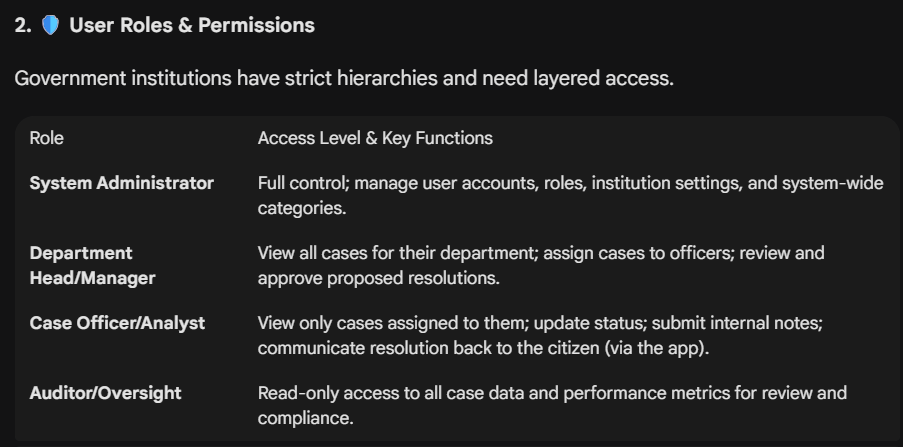 2. 🛡️ User Roles & Permissions
Government institutions have strict hierarchies and need layered access.
Role
Access Level & Key Functions
System Administrator
Full control; manage user accounts, roles, institution settings, and system-wide
categories.
Department
Head/Manager
View all cases for their department; assign cases to officers; review and
approve proposed resolutions.
Case Officer/Analyst
View only cases assigned to them; update status; submit internal notes;
communicate resolution back to the citizen (via the app).
Auditor/Oversight
Read-only access to all case data and performance metrics for review and
compliance.